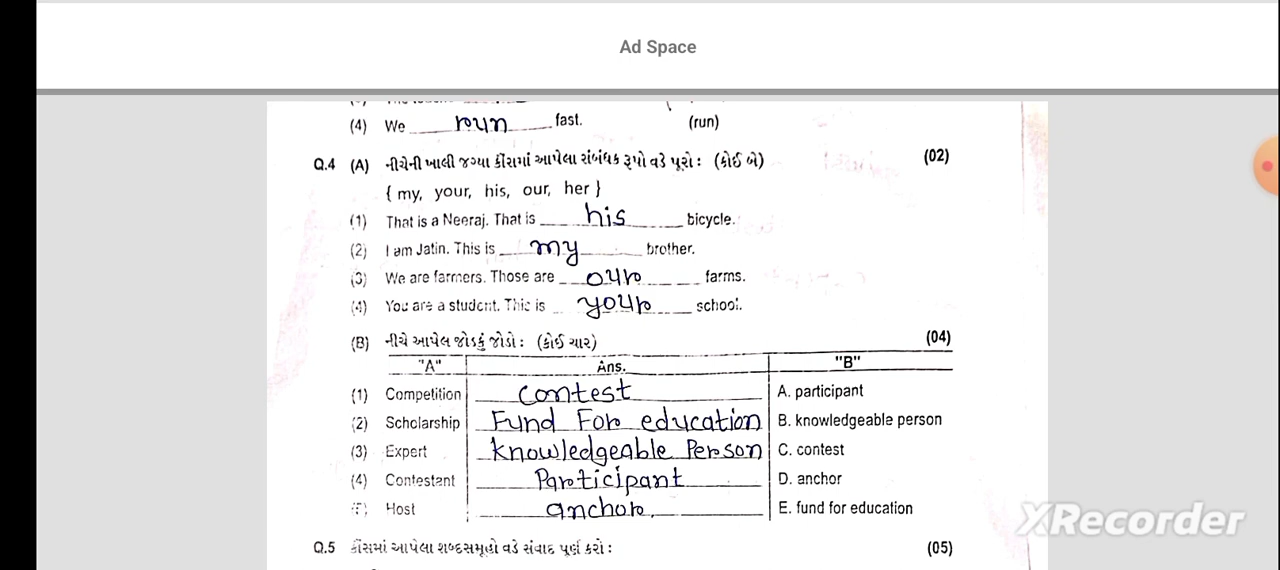 Ad Space
(4) We run fast. (run)
Q.4 (A) નીચેની ખાલી જગ્યા કૌંસમાં આપેલા સંબંધક રૂપો વડે પૂરો : (કોઈ બે) (02)
{ my, your, his, our, her }
(1) That is a Neeraj. That is his bicycle.
(2) I am Jatin. This is my brother.
(3) We are farmers. Those are our farms.
(4) You are a student. This is your school.
(B) નીચે આપેલ જોડકું જોડો : (કોઈ ચાર) (04)
"A" Ans. "B"
(1) Competition contest A. participant
(2) Scholarship Fund For education B. knowledgeable person
(3) Expert knowledgeable Person C. contest
(4) Contestant Participant D. anchor
Host anchor. E. fund for education
Q.5 કૌંસમાં આપેલા શબ્દસમૂહો વડે સંવાદ પૂર્ણ કરો : (05)
XRecorder